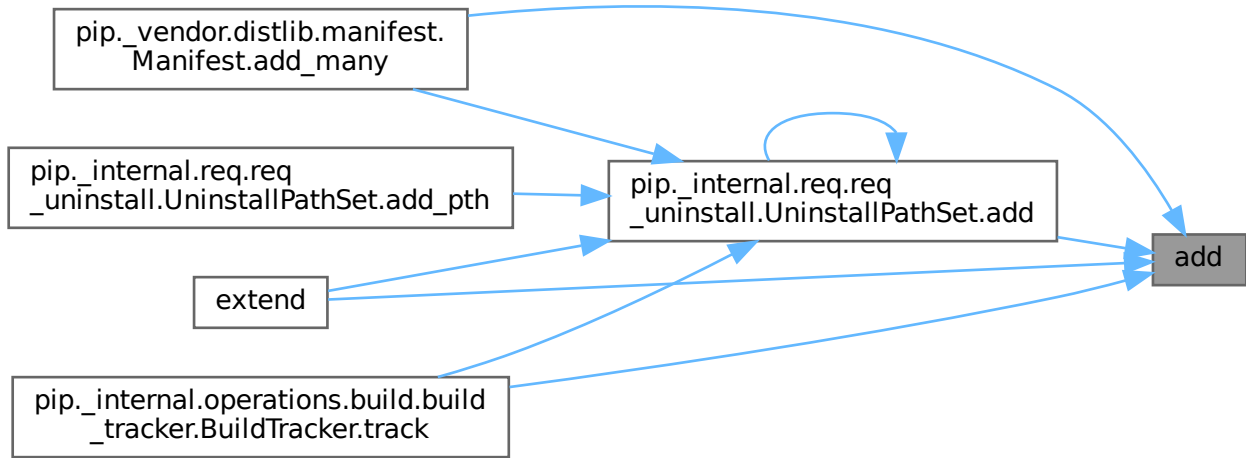 pip._vendor.distlib.manifest.
Manifest.add_many
pip._internal.req.req
_uninstall.UninstallPathSet.add_pth
pip._internal.req.req
_uninstall.UninstallPathSet.add
add
extend
pip._internal.operations.build.build
_tracker.BuildTracker.track